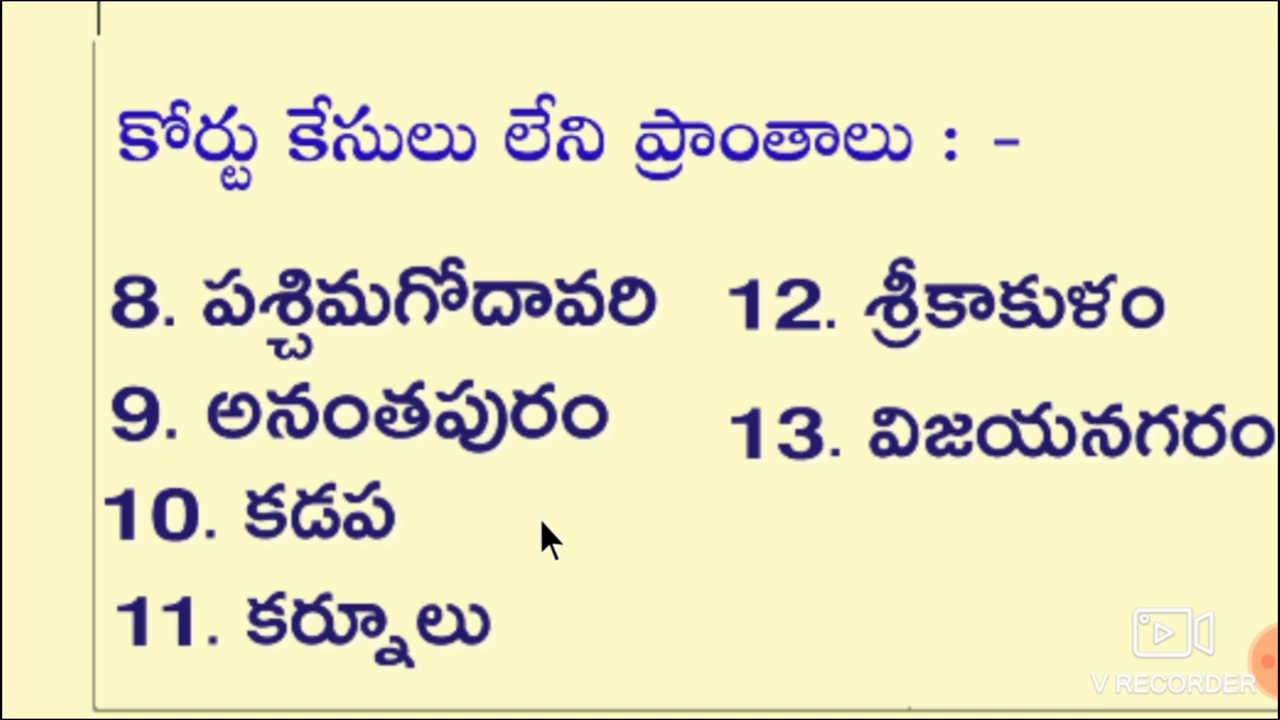 కోర్టు కేసులు లేని ప్రాంతాలు : -
8. పశ్చిమగోదావరి
9. అనంతపురం
10. కడప
11. కర్నూలు
12. శ్రీకాకుళం
13. విజయనగరం
V RECORDER